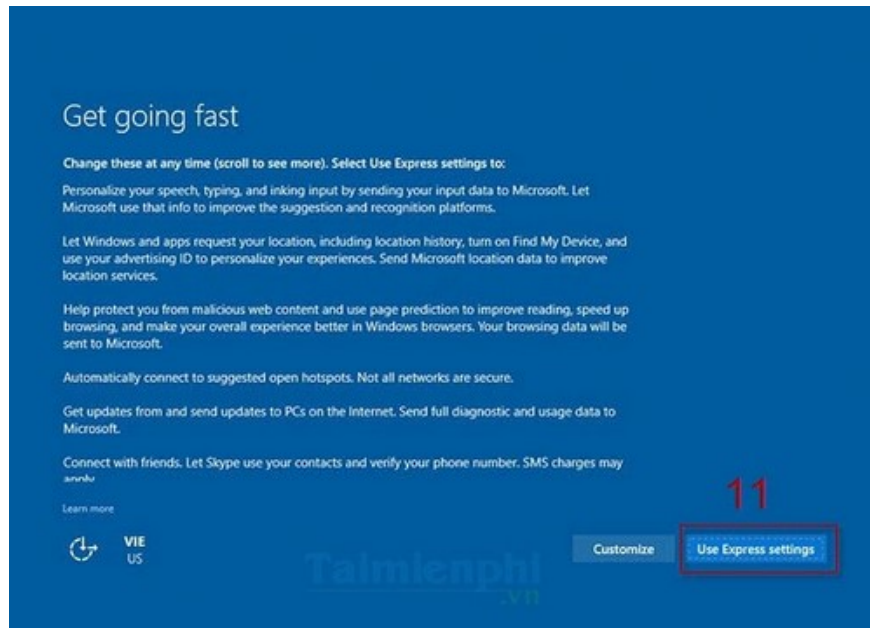 Get going fast
Change these at any time (scroll to see more). Select Use Express settings to:
Personalize your speech, typing, and inking input by sending your input data to Microsoft. Let
Microsoft use that info to improve the suggestion and recognition platforms.
Let Windows and apps request your location, including location history, turn on Find My Device, and
use your advertising ID to personalize your experiences. Send Microsoft location data to improve
location services.
Help protect you from malicious web content and use page prediction to improve reading, speed up
browsing, and make your overall experience better in Windows browsers. Your browsing data will be
sent to Microsoft.
Automatically connect to suggested open hotspots. Not all networks are secure.
Get updates from and send updates to PCs on the Internet. Send full diagnostic and usage data to
Microsoft.
Connect with friends. Let Skype use your contacts and verify your phone number. SMS charges may
apply
Learn more
11
VIE
US
Customize
Use Express settings
Taimienphi
.vn